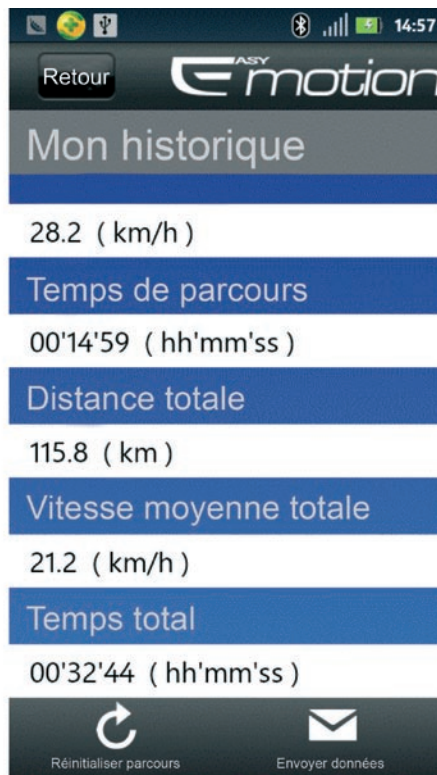 14:57
Retour
EASY motion
Mon historique
28.2 ( km/h )
Temps de parcours
00'14'59 ( hh'mm'ss )
Distance totale
115.8 ( km )
Vitesse moyenne totale
21.2 ( km/h )
Temps total
00'32'44 ( hh'mm'ss )
Réinitialiser parcours
Envoyer données